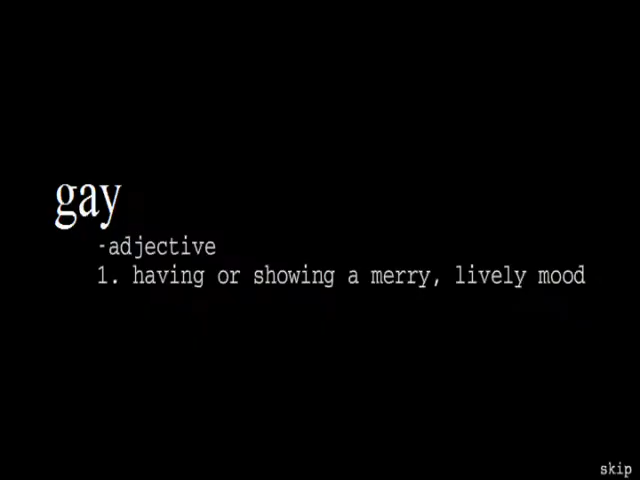 gay
-adjective
1. having or showing a merry, lively mood
skip